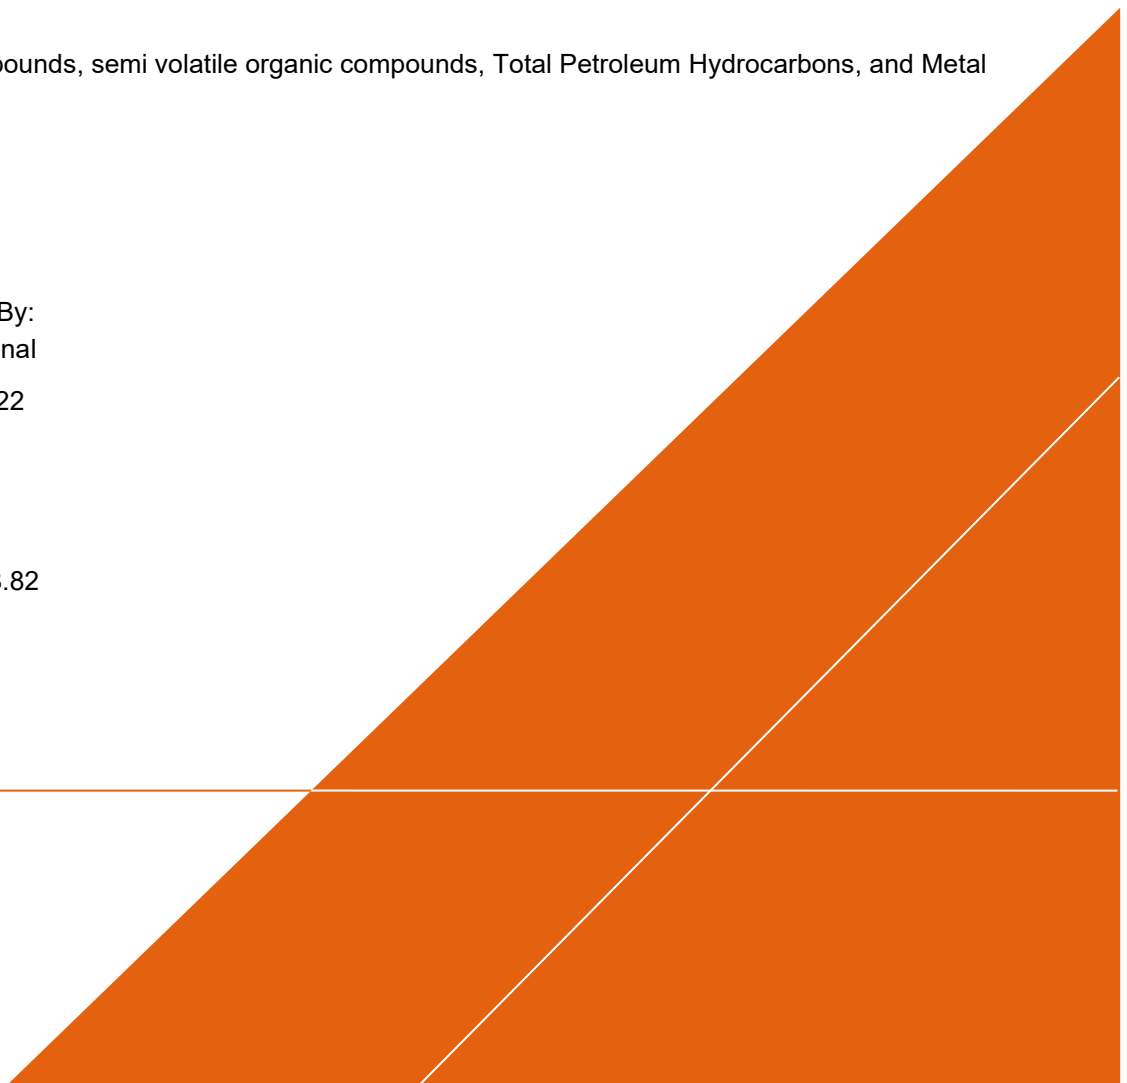 pounds, semi volatile organic compounds, Total Petroleum Hydrocarbons, and Metal
By:
nal
22
.82